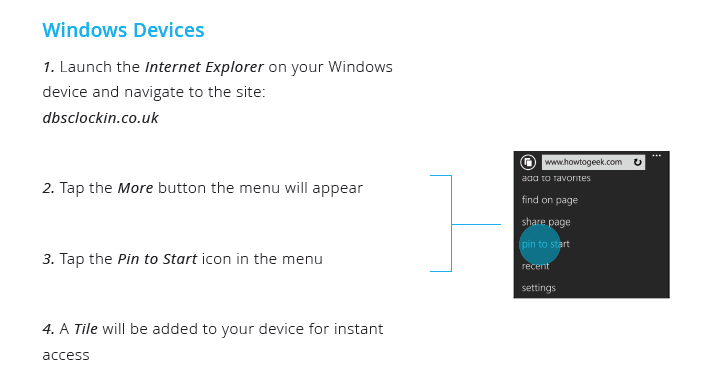 Windows Devices
1. Launch the Internet Explorer on your Windows
device and navigate to the site:
dbsclockin.co.uk
2. Tap the More button the menu will appear
3. Tap the Pin to Start icon in the menu
4. A Tile will be added to your device for instant
access
www.howtogeek.com
add to favorites
find on page
share page
pin to start
recent
settings